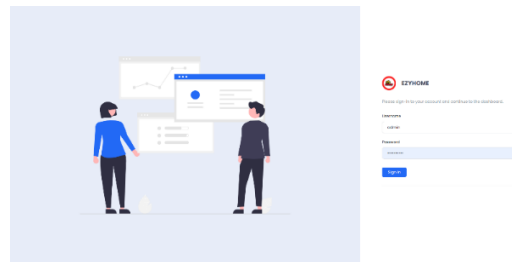 EZYHOME
Please sign-in to your account and continue to the dashboard.
Username
admin
Password
Sign in